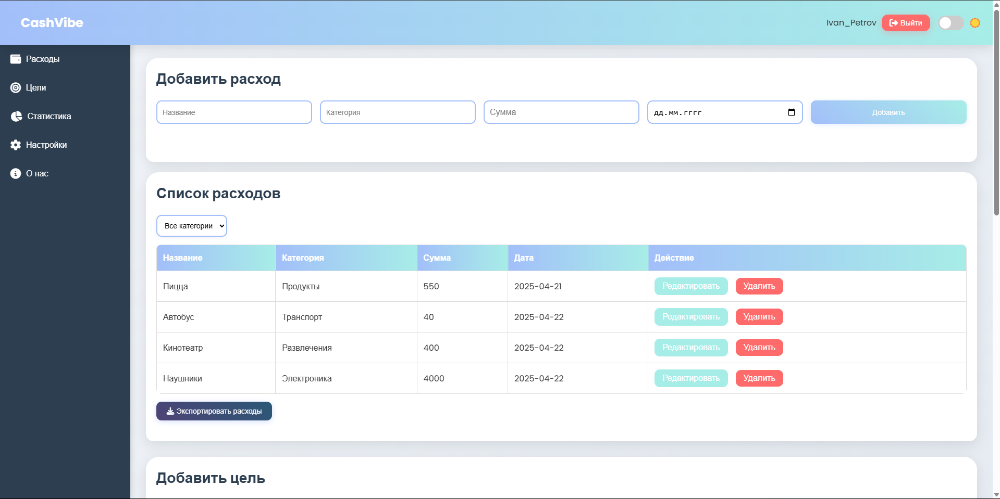 CashVibe
Ivan_Petrov
Выйти
Расходы
Цели
Статистика
Настройки
О нас
Добавить расход
Название Категория Сумма дд.мм.гггг Добавить
Список расходов
Все категории
Название Категория Сумма Дата Действие
Пицца Продукты 550 2025-04-21 Редактировать Удалить
Автобус Транспорт 40 2025-04-22 Редактировать Удалить
Кинотеатр Развлечения 400 2025-04-22 Редактировать Удалить
Наушники Электроника 4000 2025-04-22 Редактировать Удалить
Экспортировать расходы
Добавить цель